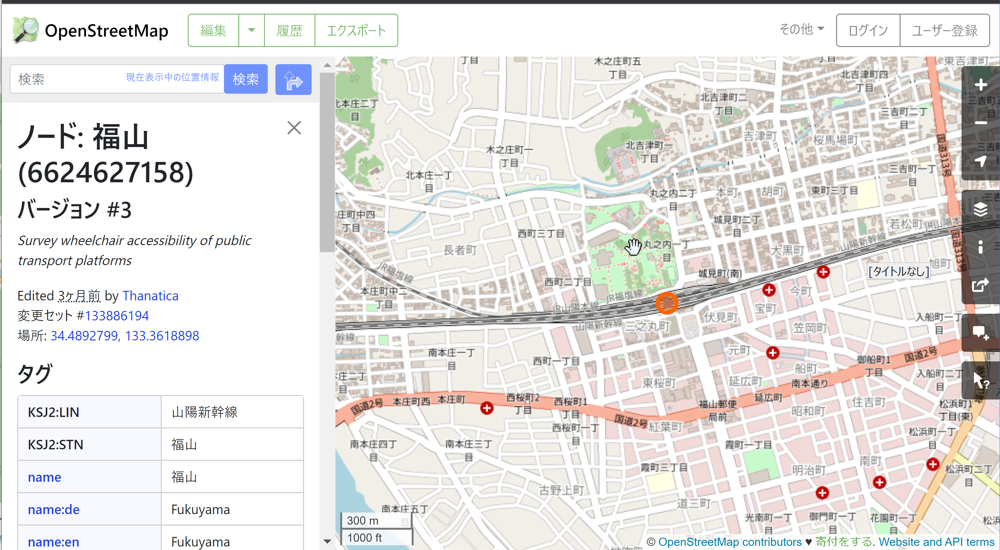 OpenStreetMap
編集
履歴
エクスポート
その他
ログイン
ユーザー登録
検索
現在表示中の位置情報
検索
ノード: 福山
(6624627158)
バージョン #3
Survey wheelchair accessibility of public
transport platforms
Edited 3ヶ月前 by Thanatica
変更セット #133886194
場所: 34.4892799, 133.3618898
タグ
KSJ2:LIN
山陽新幹線
KSJ2:STN
福山
name
福山
name:de
Fukuyama
name:en
Fukuyama
丁目
木之庄町五
丁目
丁目
東吉津町
北吉津町四
丁目
北本庄二丁
目
北吉津町二
丁目
三吉町二丁
目
吉津町
桜馬場町
国道313号
木之庄町一
丁目
北吉津町一
丁目
北本庄一丁
目
三吉町一丁
目
丸之内二丁
目
本町
胡町
東町三丁目
庄町中四
丁目
城見町二丁
目
若松町
JR山陽本線
西町三丁目
丸之内一丁
目
長者町
大黒町
山陽新幹線
国道313号
旭町
[タイトルなし]
JR福塩線
城見町(南)
西町二丁目
本庄町中二
丁目
JR福塩線
JR山陽本線
今町
宝町
伏見町
入船町一丁
目
山陽新幹線
三之丸町
笠岡町
幹線
南本庄一丁
目
西町一丁目
元町
国道2号
御船町1
丁目
船町
本庄二丁
目
入船町二丁
目
東桜町
延広町
南本通り
国道2号
本庄町西
本庄町
西桜町2
丁目
西桜町1
丁目
延広町
福山郵便
局前
住吉町
昭和町
松浜町1
丁目(東)
国道2号
紅葉町
西桜町一丁
目
松浜町一丁
目
南本庄四丁
目
南本庄三丁
目
霞町一丁目
霞町三丁目
南町
明治町
松浜町二丁
目
古野上町
道三町
南本庄五丁
目
光南町一丁
目
御門町一丁
目
花園町一丁
目
300 m
1000 ft
© OpenStreetMap contributors ♥ 寄付をする. Website and API terms